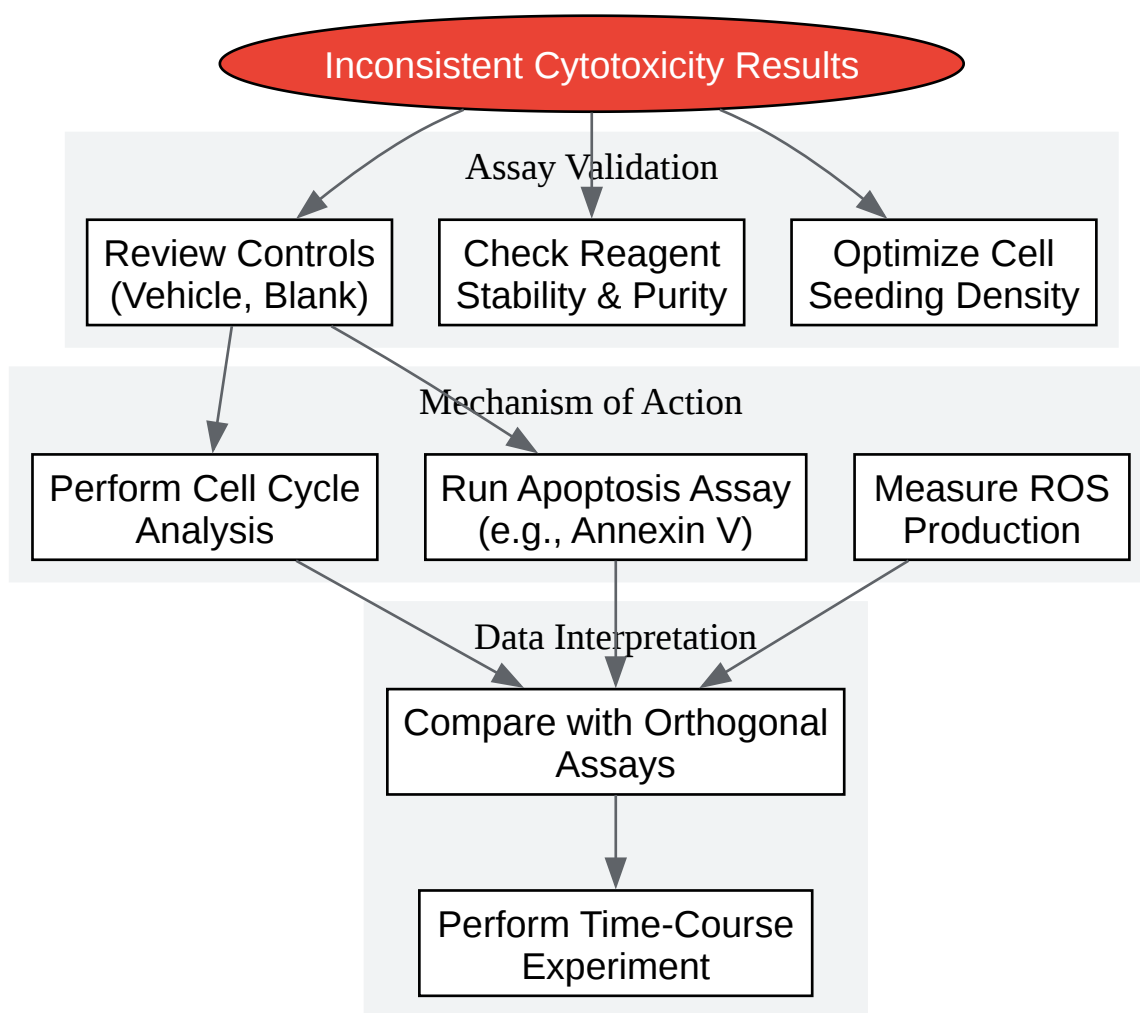 Inconsistent Cytotoxicity Results
Assay Validation
Review Controls
(Vehicle, Blank)
Check Reagent
Stability & Purity
Optimize Cell
Seeding Density
Mechanism of Action
Perform Cell Cycle
Analysis
Run Apoptosis Assay
(e.g., Annexin V)
Measure ROS
Production
Data Interpretation
Compare with Orthogonal
Assays
Perform Time-Course
Experiment